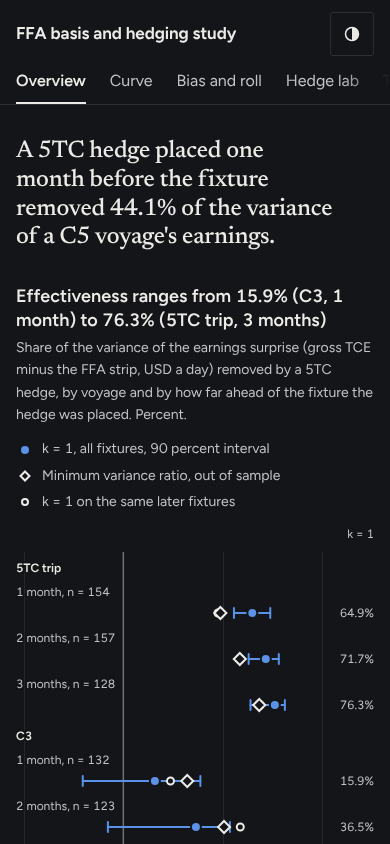 FFA basis and hedging study
Overview Curve Bias and roll Hedge lab
A 5TC hedge placed one
month before the fixture
removed 44.1% of the variance
of a C5 voyage's earnings.
Effectiveness ranges from 15.9% (C3, 1
month) to 76.3% (5TC trip, 3 months)
Share of the variance of the earnings surprise (gross TCE
minus the FFA strip, USD a day) removed by a 5TC
hedge, by voyage and by how far ahead of the fixture the
hedge was placed. Percent.
k = 1, all fixtures, 90 percent interval
Minimum variance ratio, out of sample
k = 1 on the same later fixtures
k = 1
5TC trip
1 month, n = 154
64.9%
2 months, n = 157
71.7%
3 months, n = 128
76.3%
C3
1 month, n = 132
15.9%
2 months, n = 123
36.5%